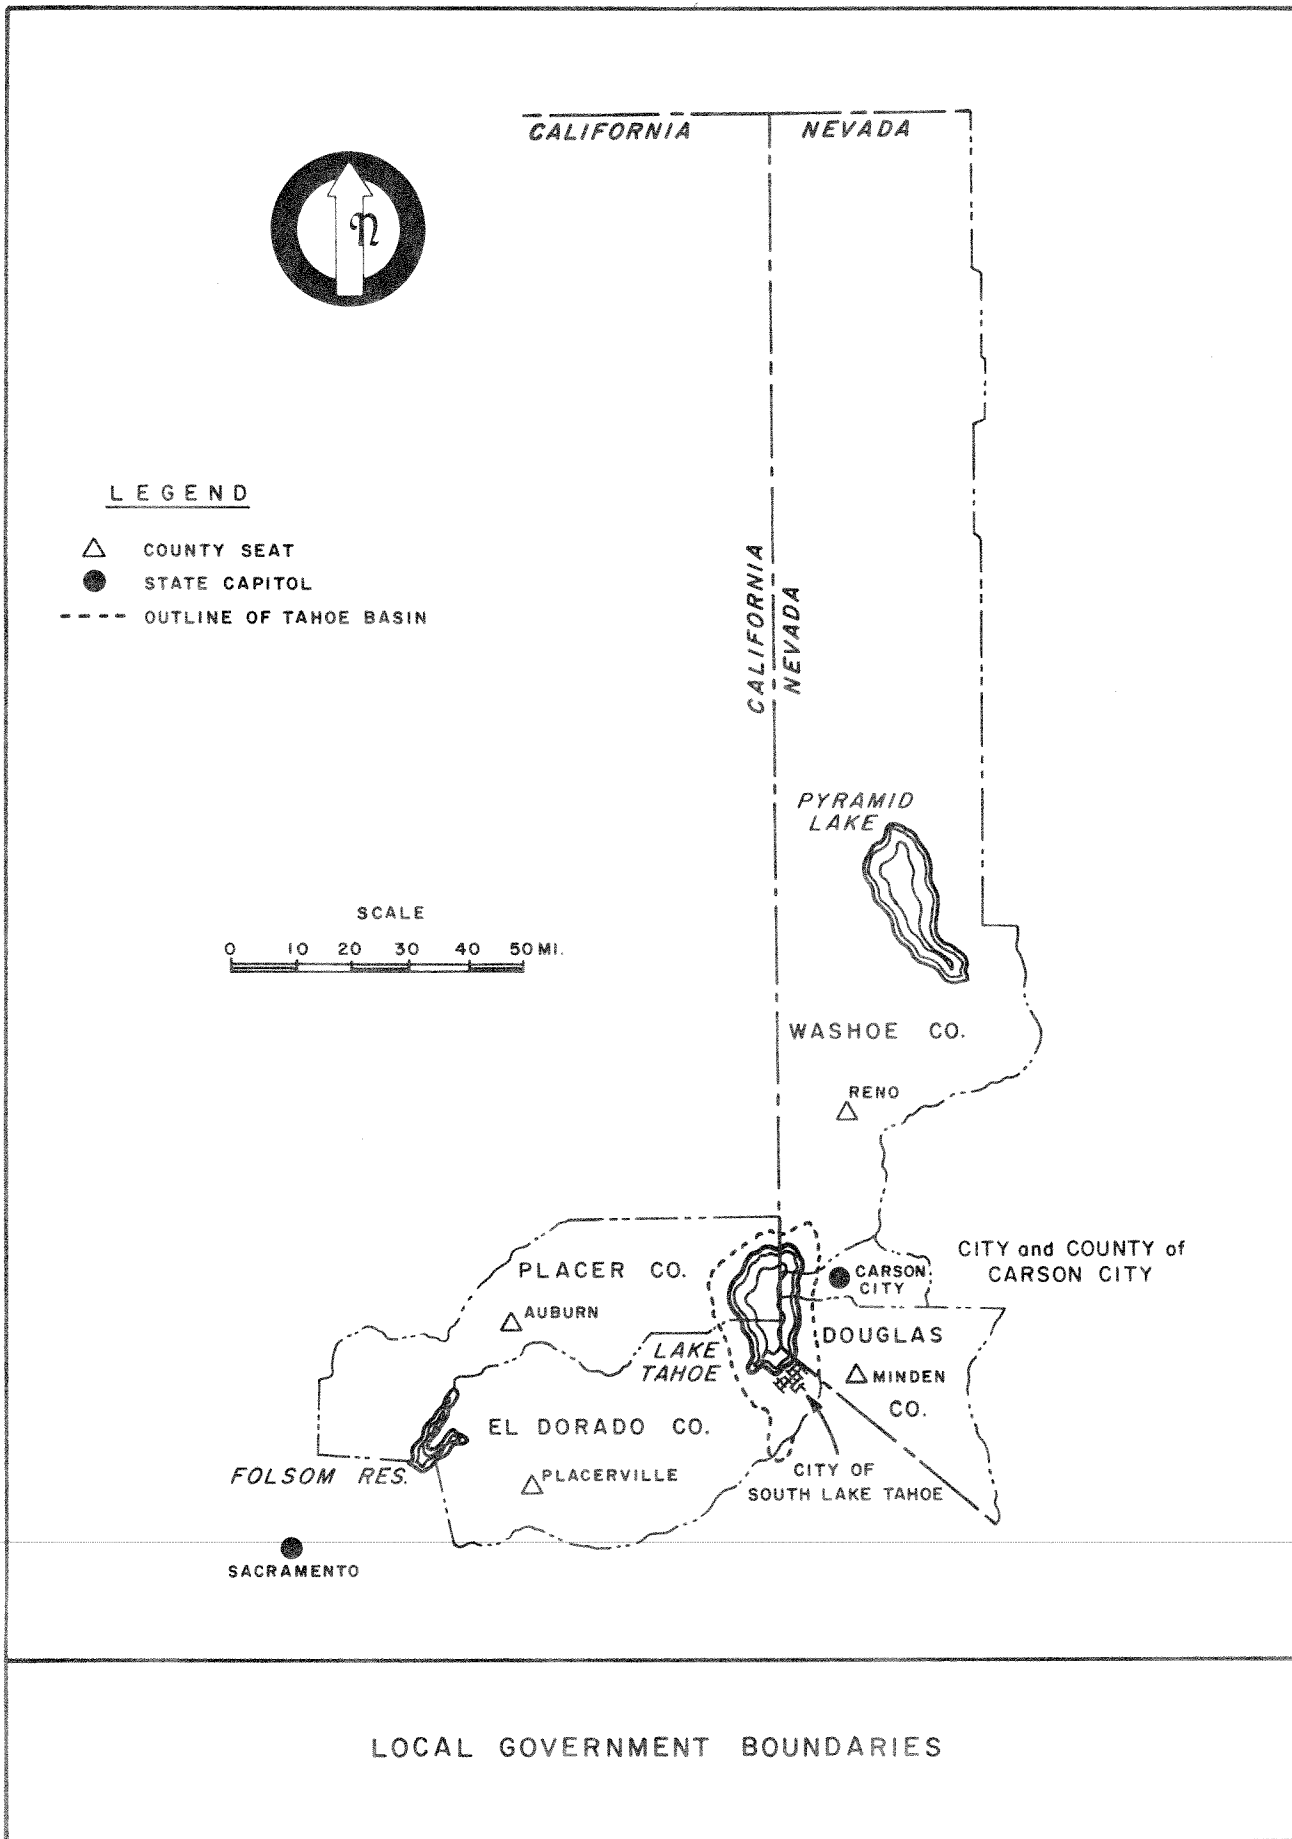 CALIFORNIA NEVADA
N
LEGEND
COUNTY SEAT
STATE CAPITOL
OUTLINE OF TAHOE BASIN
CALIFORNIA
NEVADA
PYRAMID
LAKE
SCALE
0 10 20 30 40 50 MI.
WASHOE CO.
RENO
CITY and COUNTY of
CARSON CITY
PLACER CO.
CARSON
CITY
AUBURN
DOUGLAS
CO.
LAKE
TAHOE
MINDEN
EL DORADO CO.
FOLSOM RES.
PLACERVILLE
CITY OF
SOUTH LAKE TAHOE
SACRAMENTO
LOCAL GOVERNMENT BOUNDARIES